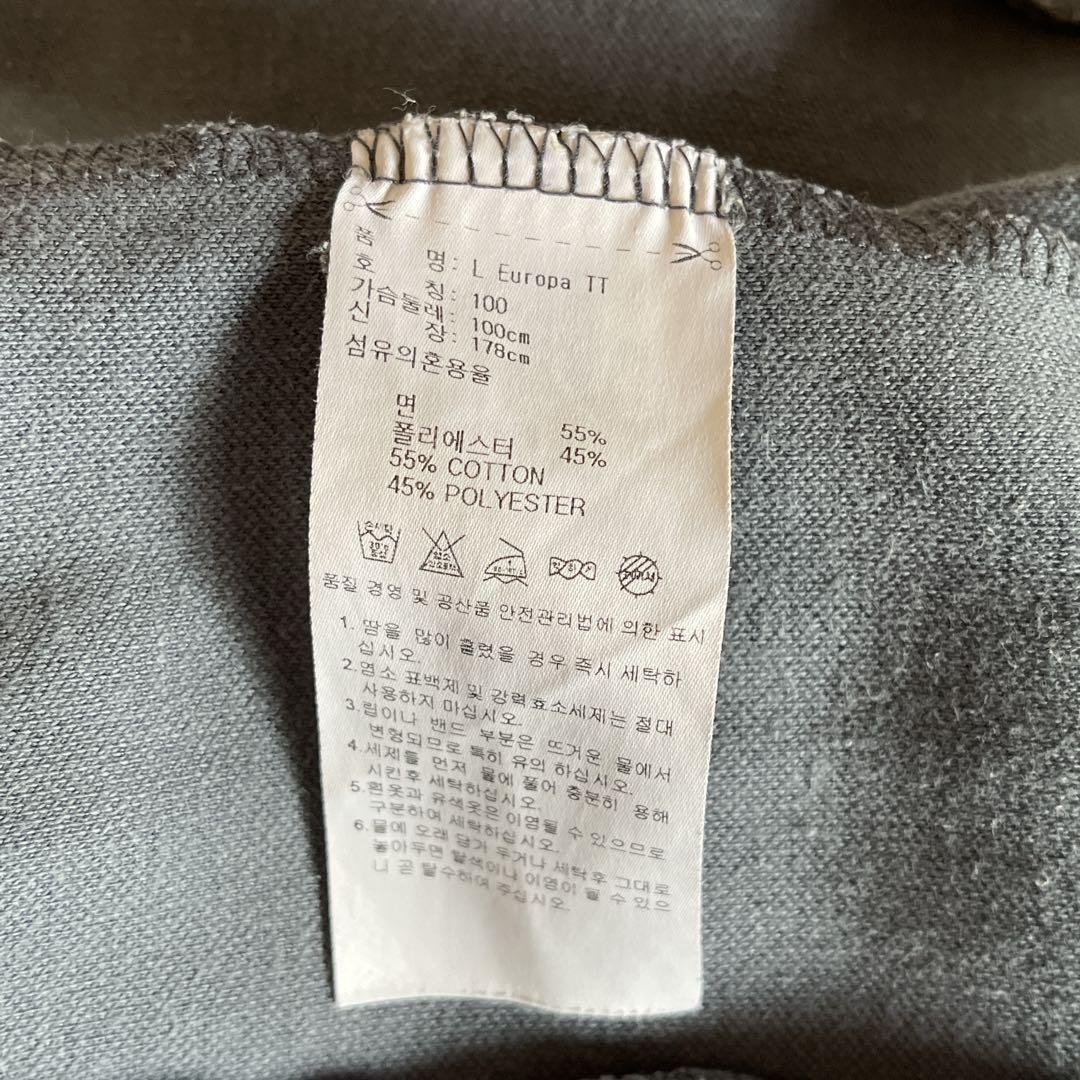 품 명: L Europa TT
호 칭: 100
가슴둘레: 100cm
신 장: 178cm
섬유의혼용율
면 55%
폴리에스터 45%
55% COTTON
45% POLYESTER
품질 경영 및 공산품 안전관리법에 의한 표시
1. 땀을 많이 흘렸을 경우 즉시 세탁하
십시오.
2.염소 표백제 및 강력효소세제는 절대
사용하지 마십시오.
3.립이나 밴드 부분은 뜨거운 물에서
변형되므로 특히 유의 하십시오.
4.세제를 먼저 물에 풀어 충분히 용해
시킨후 세탁하십시오.
5.흰옷과 유색옷은 이염될 수 있으므로
구분하여 세탁하십시오.
6.물에 오래 담가 두거나 세탁후 그대로
놓아두면 탈색이나 이염이 될 수 있으
니 곧 탈수하여 주십시오.